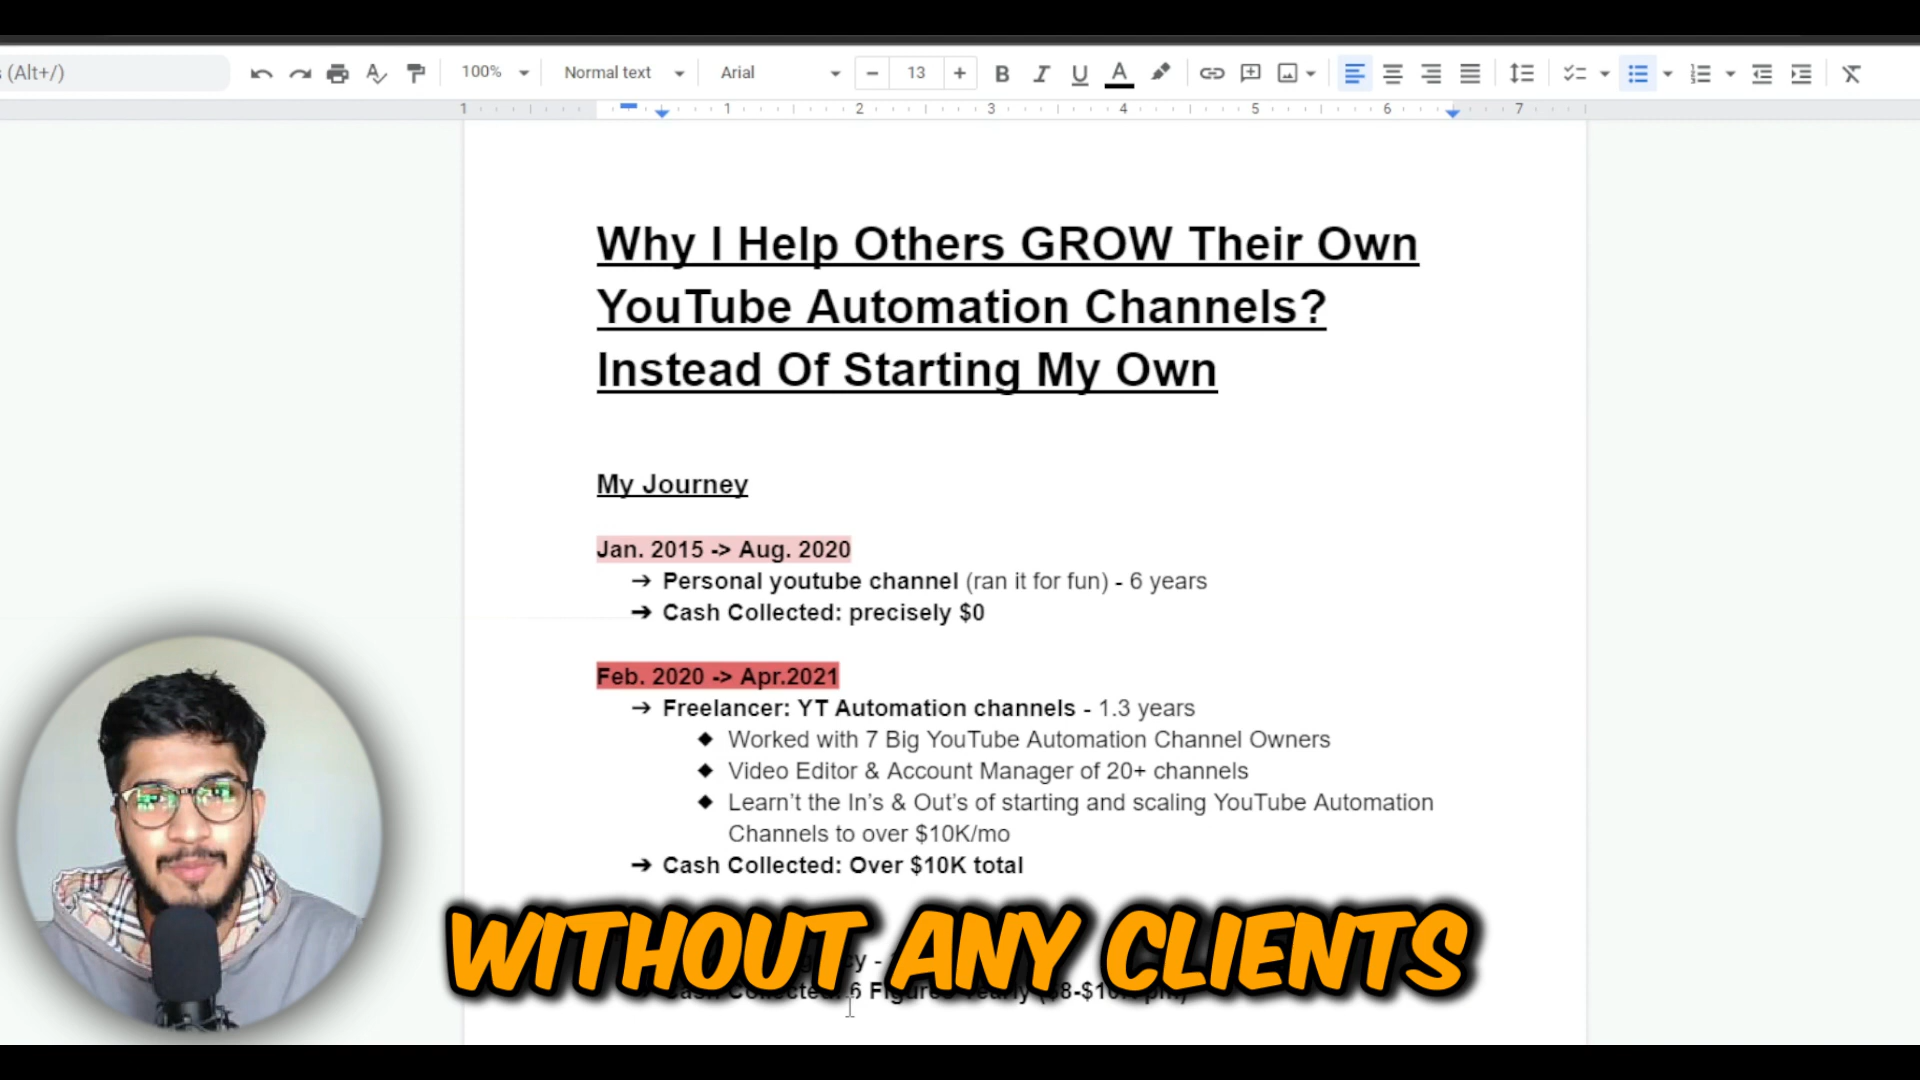 (Alt+/)
100%
Normal text
Arial
− 13 +
B I U A
1 1 2 3 4 5 6 7
Why I Help Others GROW Their Own
YouTube Automation Channels?
Instead Of Starting My Own
My Journey
Jan. 2015 -> Aug. 2020
➔ Personal youtube channel (ran it for fun) - 6 years
➔ Cash Collected: precisely $0
Feb. 2020 -> Apr.2021
➔ Freelancer: YT Automation channels - 1.3 years
◆ Worked with 7 Big YouTube Automation Channel Owners
◆ Video Editor & Account Manager of 20+ channels
◆ Learn't the In's & Out's of starting and scaling YouTube Automation
Channels to over $10K/mo
➔ Cash Collected: Over $10K total
WITHOUT ANY CLIENTS
Cash Collected: 6 Figures Yearly